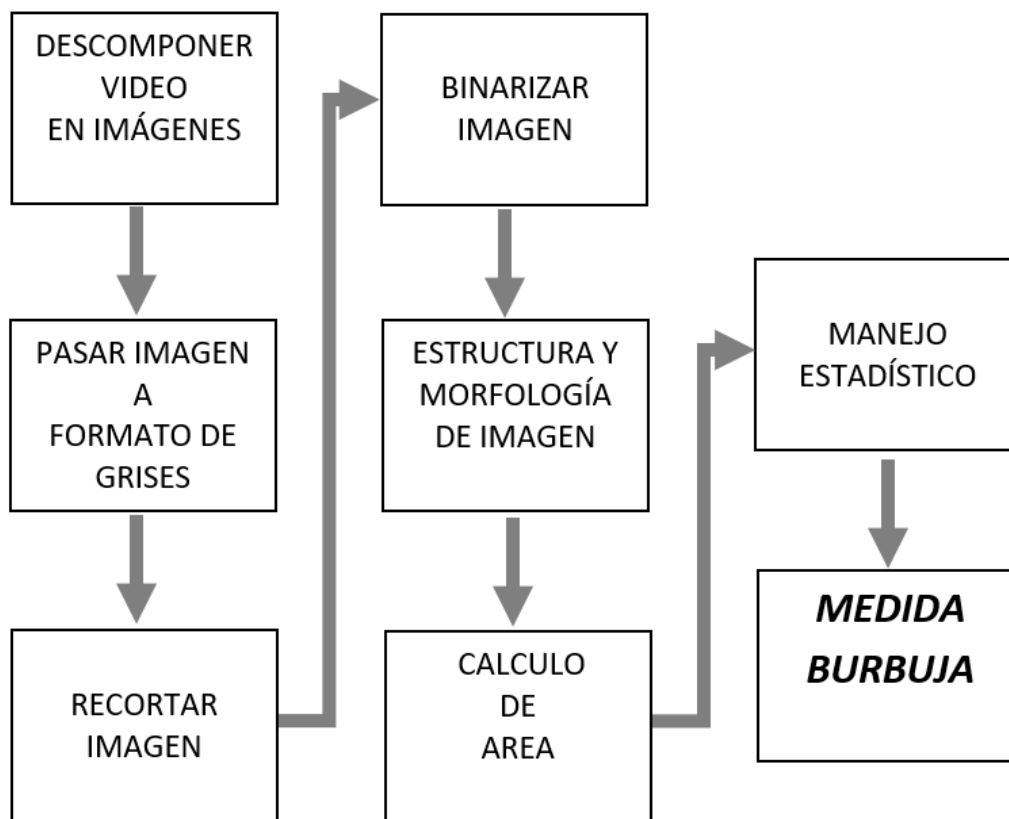 DESCOMPONER
VIDEO
EN IMÁGENES
PASAR IMAGEN
A
FORMATO DE
GRISES
RECORTAR
IMAGEN
BINARIZAR
IMAGEN
ESTRUCTURA Y
MORFOLOGÍA
DE IMAGEN
CALCULO
DE
AREA
MANEJO
ESTADÍSTICO
MEDIDA
BURBUJA